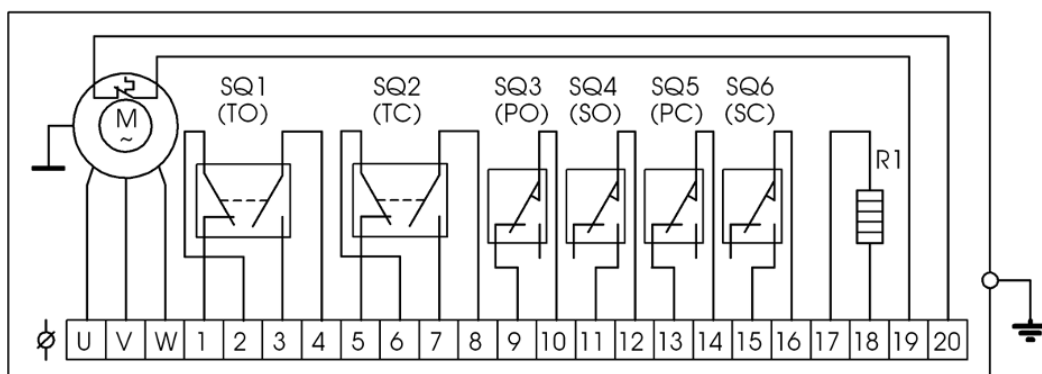 SQ1 SQ2 SQ3 SQ4 SQ5 SQ6
(TO) (TC) (PO) (SO) (PC) (SC)
M
~
R1
U V W 1 2 3 4 5 6 7 8 9 10 11 12 13 14 15 16 17 18 19 20